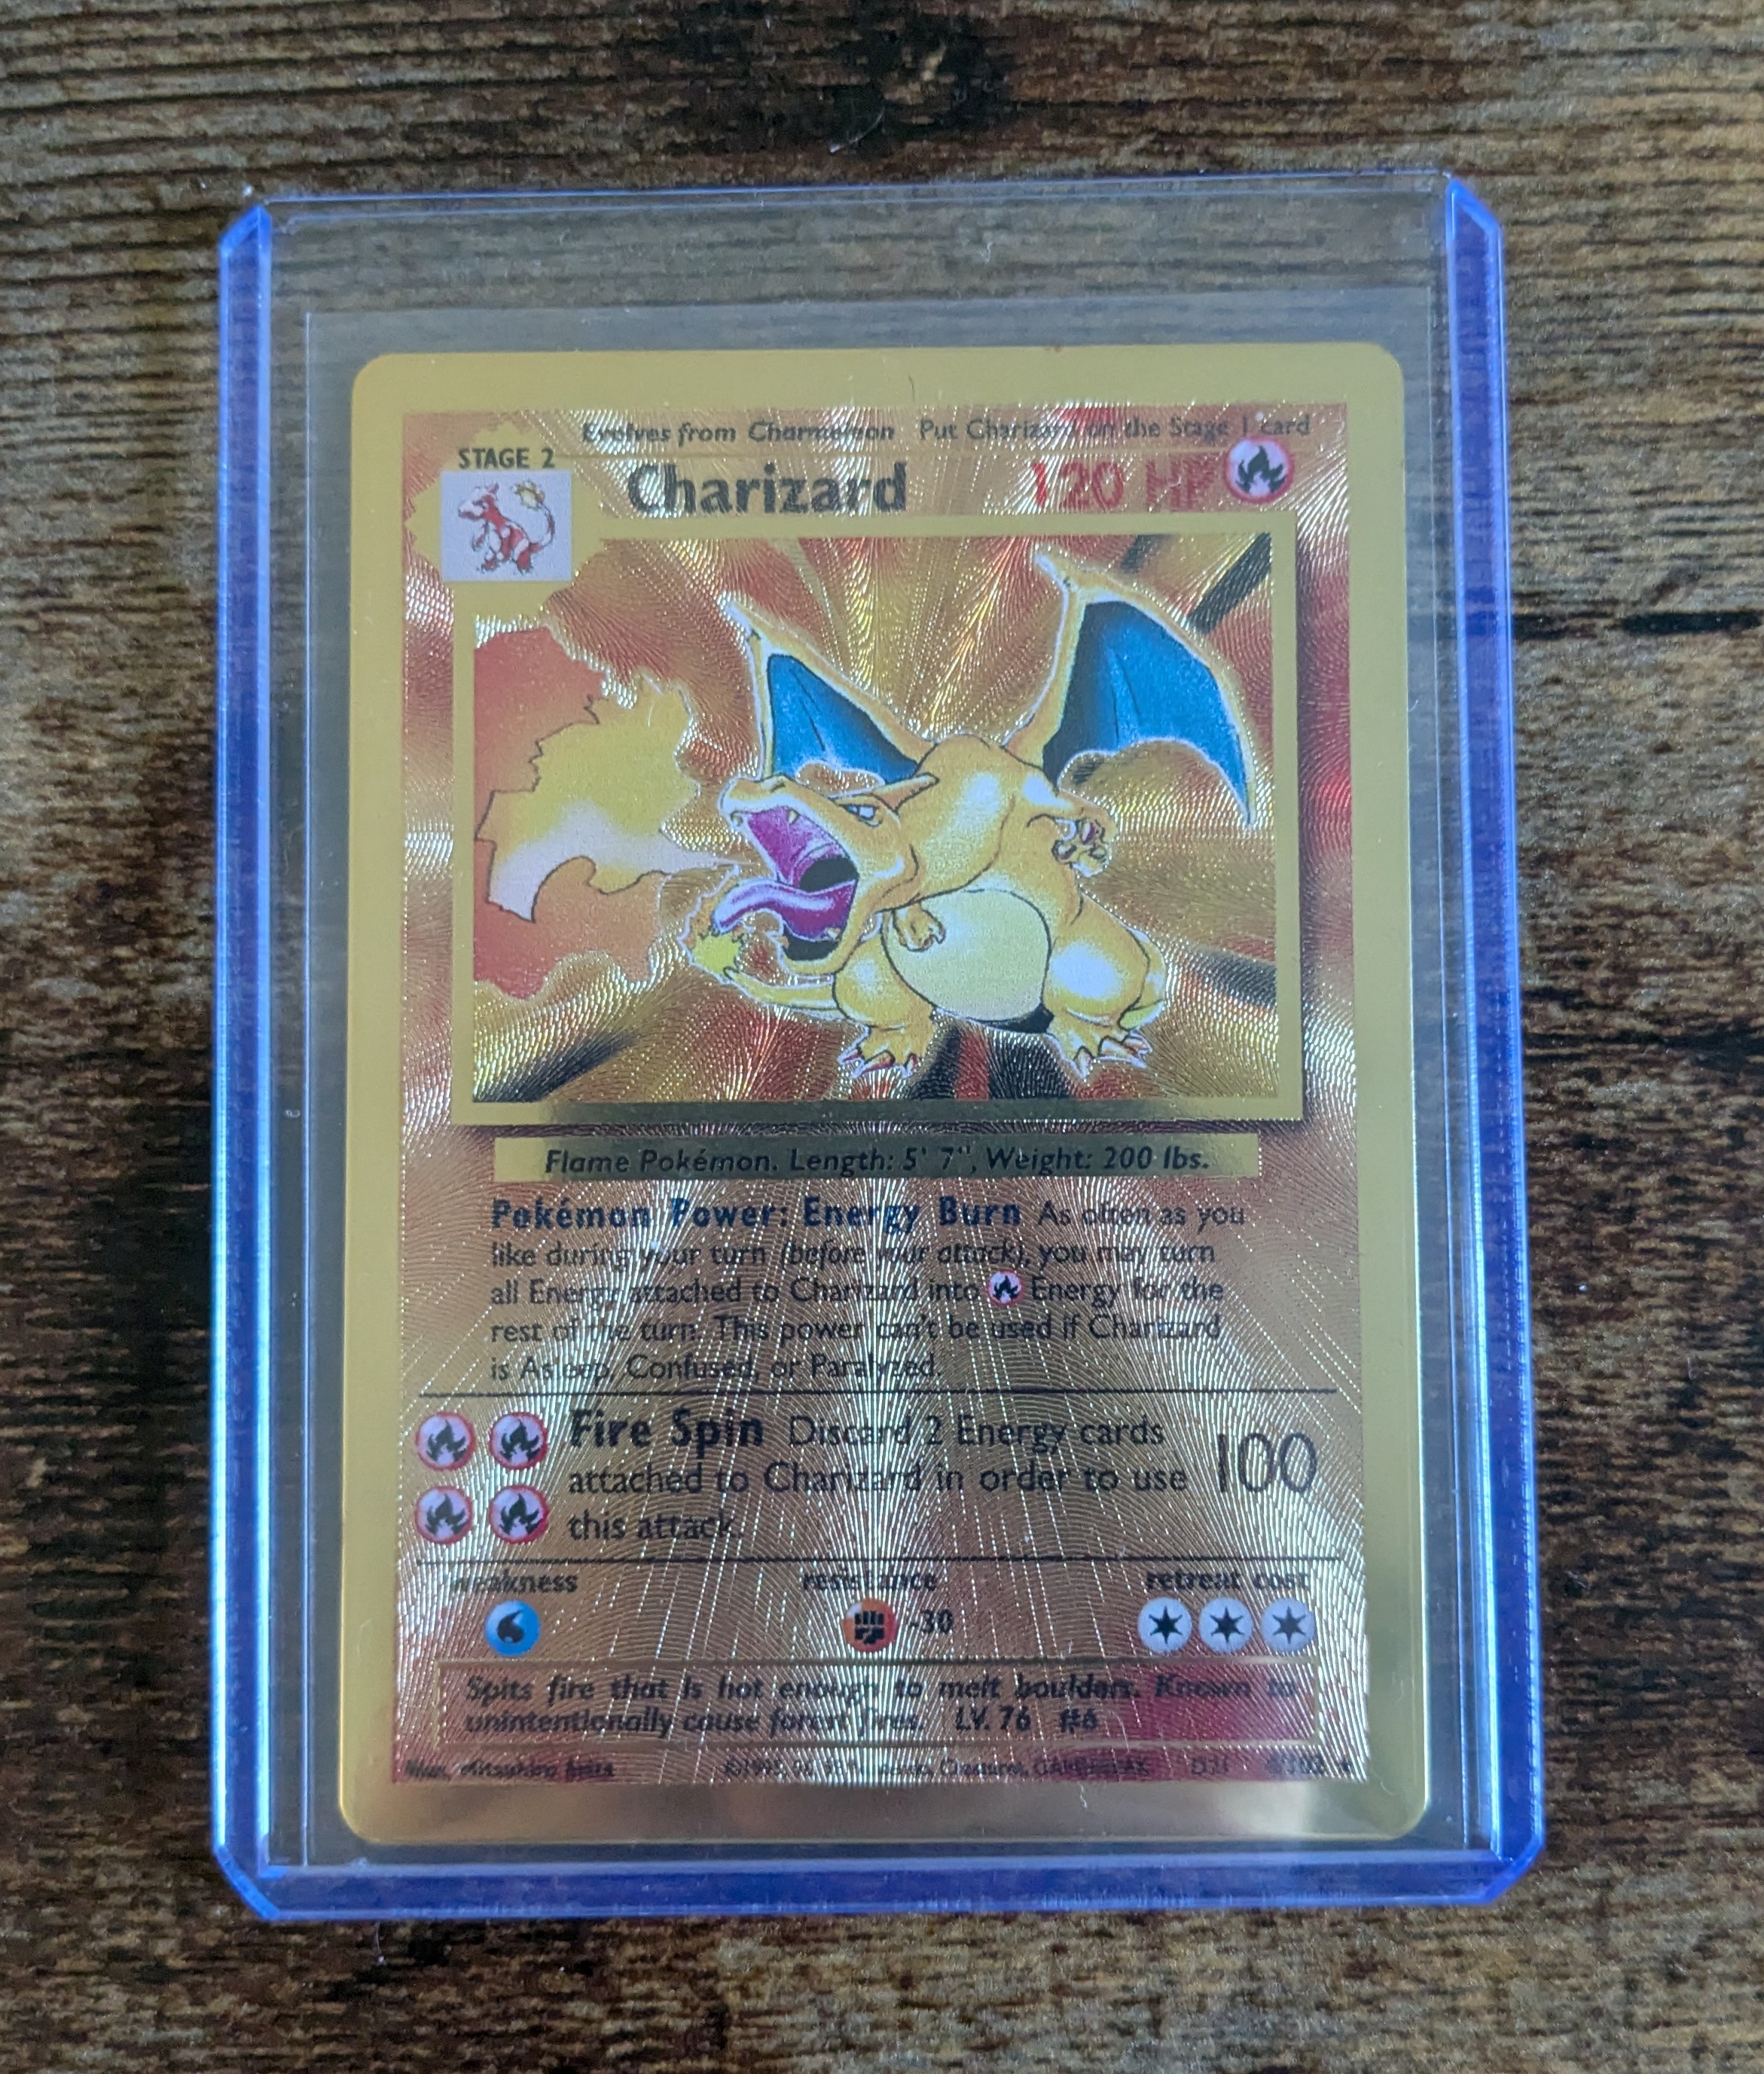 Evolves from Charmeleon Put Charizard on the Stage 1 card
STAGE 2
Charizard 120 HP
Flame Pokémon. Length: 5' 7", Weight: 200 lbs.
Pokémon Power: Energy Burn As often as you
like during your turn (before your attack), you may turn
all Energy attached to Charizard into Energy for the
rest of the turn. This power can't be used if Charizard
is Asleep, Confused, or Paralyzed.
Fire Spin Discard 2 Energy cards
attached to Charizard in order to use
this attack.
100
weakness resistance retreat cost
-30
Spits fire that is hot enough to melt boulders. Known to
unintentionally cause forest fires. LV. 76 #6
Illus. Mitsuhiro Arita Creatures, GAMEFREAK